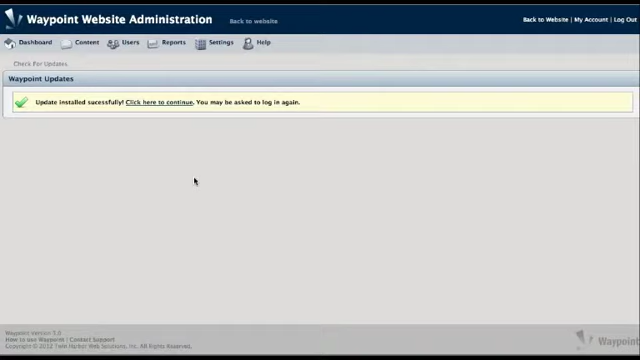 Waypoint Website Administration Back to website Back to Website | My Account | Log Out
Dashboard Content Users Reports Settings Help
Check For Updates
Waypoint Updates
Update installed sucessfully! Click here to continue. You may be asked to log in again.
Waypoint Version 3.0
How to use Waypoint | Contact Support
Copyright © 2012 Twin Harbor Web Solutions, Inc. All Rights Reserved.
Waypoint